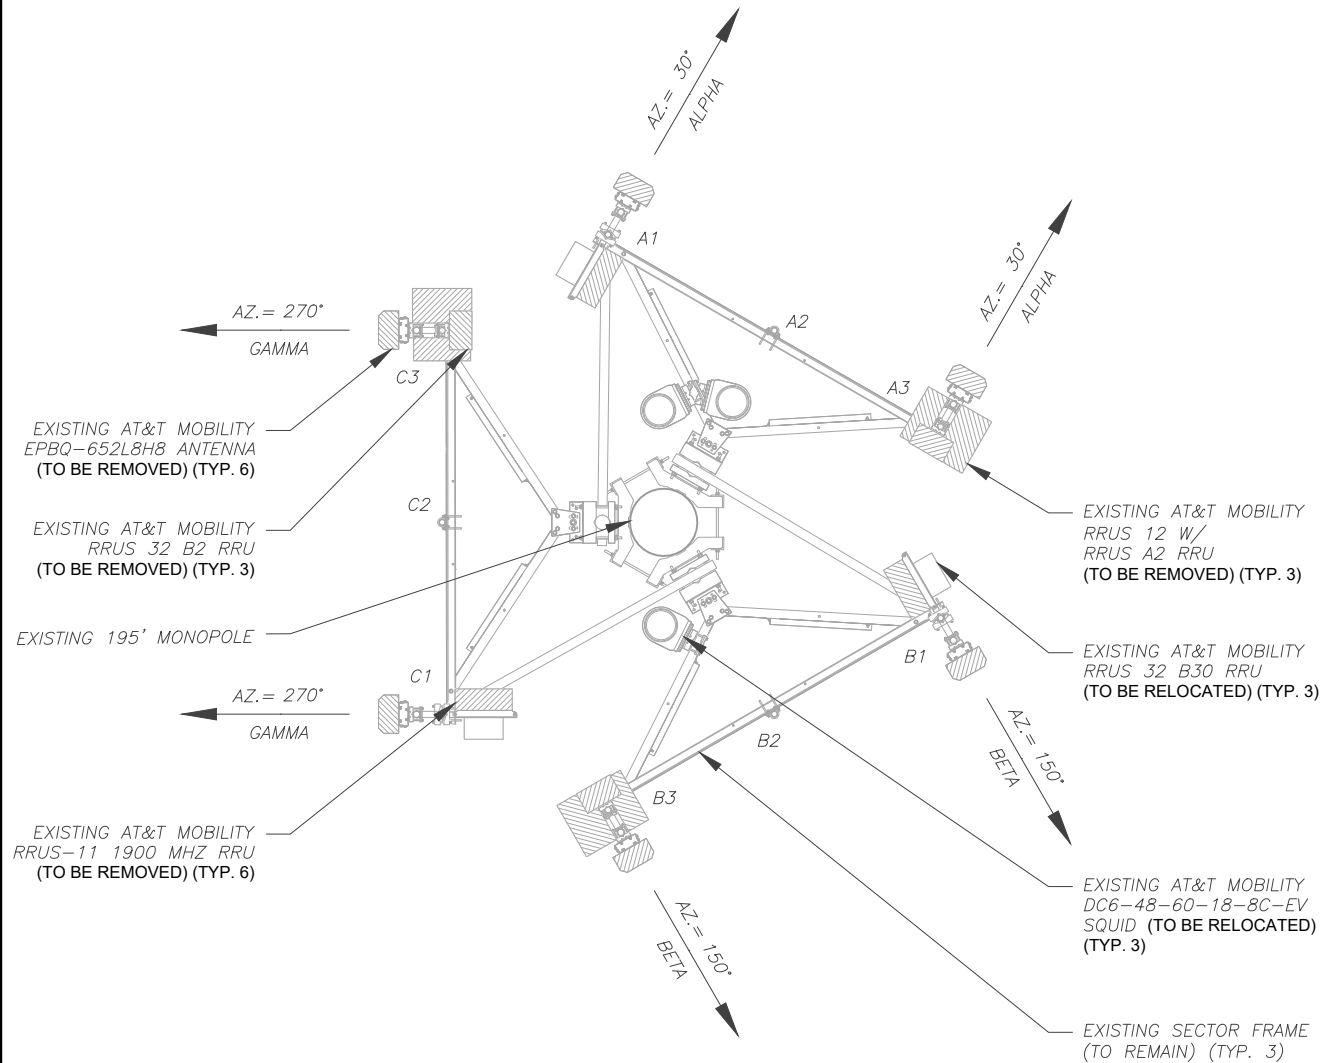 AZ.= 30°
ALPHA
AZ.= 30°
ALPHA
A1
A2
A3
AZ.= 270°
GAMMA
C3
EXISTING AT&T MOBILITY
EPBQ-652L8H8 ANTENNA
(TO BE REMOVED) (TYP. 6)
C2
EXISTING AT&T MOBILITY
RRUS 32 B2 RRU
(TO BE REMOVED) (TYP. 3)
EXISTING 195' MONOPOLE
C1
AZ.= 270°
GAMMA
EXISTING AT&T MOBILITY
RRUS-11 1900 MHZ RRU
(TO BE REMOVED) (TYP. 6)
EXISTING AT&T MOBILITY
RRUS 12 W/
RRUS A2 RRU
(TO BE REMOVED) (TYP. 3)
B1
EXISTING AT&T MOBILITY
RRUS 32 B30 RRU
(TO BE RELOCATED) (TYP. 3)
B2
AZ.= 150°
BETA
B3
AZ.= 150°
BETA
EXISTING AT&T MOBILITY
DC6-48-60-18-8C-EV
SQUID (TO BE RELOCATED)
(TYP. 3)
EXISTING SECTOR FRAME
(TO REMAIN) (TYP. 3)